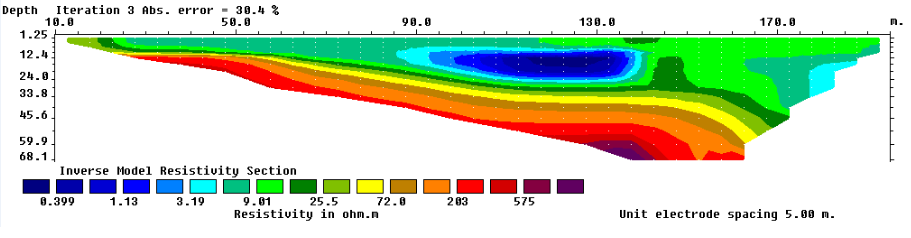 Depth Iteration 3 Abs. error = 30.4 %
10.0 50.0 90.0 130.0 170.0 m.
1.25
12.4
24.0
33.8
45.6
59.9
68.1
Inverse Model Resistivity Section
0.399 1.13 3.19 9.01 25.5 72.0 203 575
Resistivity in ohm.m Unit electrode spacing 5.00 m.